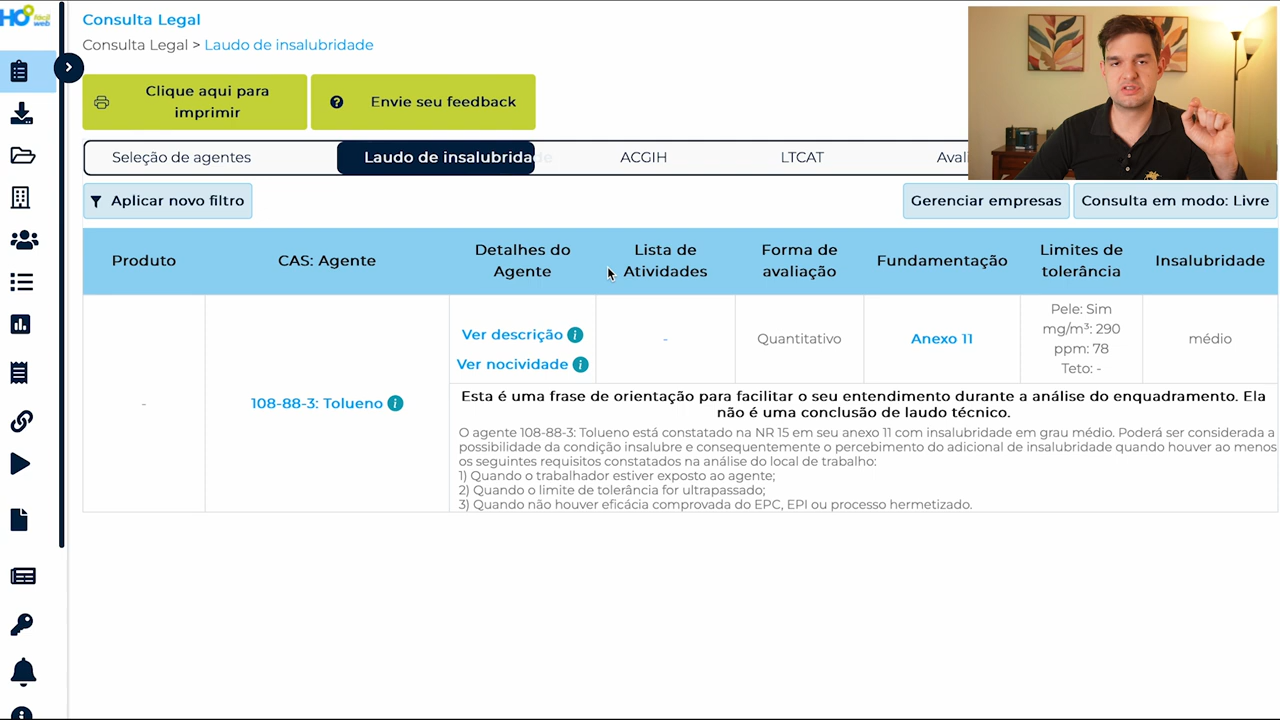 HO fácil
web
Consulta Legal
Consulta Legal > Laudo de insalubridade
Clique aqui para
imprimir
Envie seu feedback
Seleção de agentes
Laudo de insalubridade
ACGIH
LTCAT
Avali
Aplicar novo filtro
Gerenciar empresas
Consulta em modo: Livre
Produto
CAS: Agente
Detalhes do
Agente
Lista de
Atividades
Forma de
avaliação
Fundamentação
Limites de
tolerância
Insalubridade
-
108-88-3: Tolueno
Ver descrição
Ver nocividade
-
Quantitativo
Anexo 11
Pele: Sim
mg/m³: 290
ppm: 78
Teto: -
médio
Esta é uma frase de orientação para facilitar o seu entendimento durante a análise do enquadramento. Ela
não é uma conclusão de laudo técnico.
O agente 108-88-3: Tolueno está constatado na NR 15 em seu anexo 11 com insalubridade em grau médio. Poderá ser considerada a
possibilidade da condição insalubre e consequentemente o percebimento do adicional de insalubridade quando houver ao menos
os seguintes requisitos constatados na análise do local de trabalho:
1) Quando o trabalhador estiver exposto ao agente;
2) Quando o limite de tolerância for ultrapassado;
3) Quando não houver eficácia comprovada do EPC, EPI ou processo hermetizado.